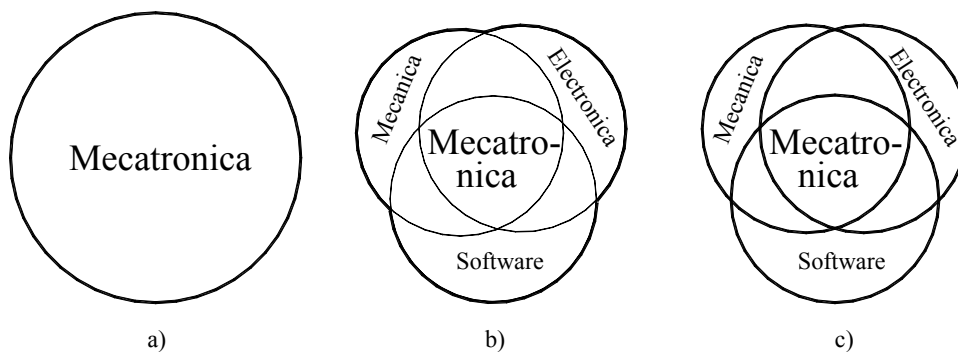 Mecatronica
a)
Mecanica
Electronica
Mecatro-
nica
Software
b)
Mecanica
Electronica
Mecatro-
nica
Software
c)